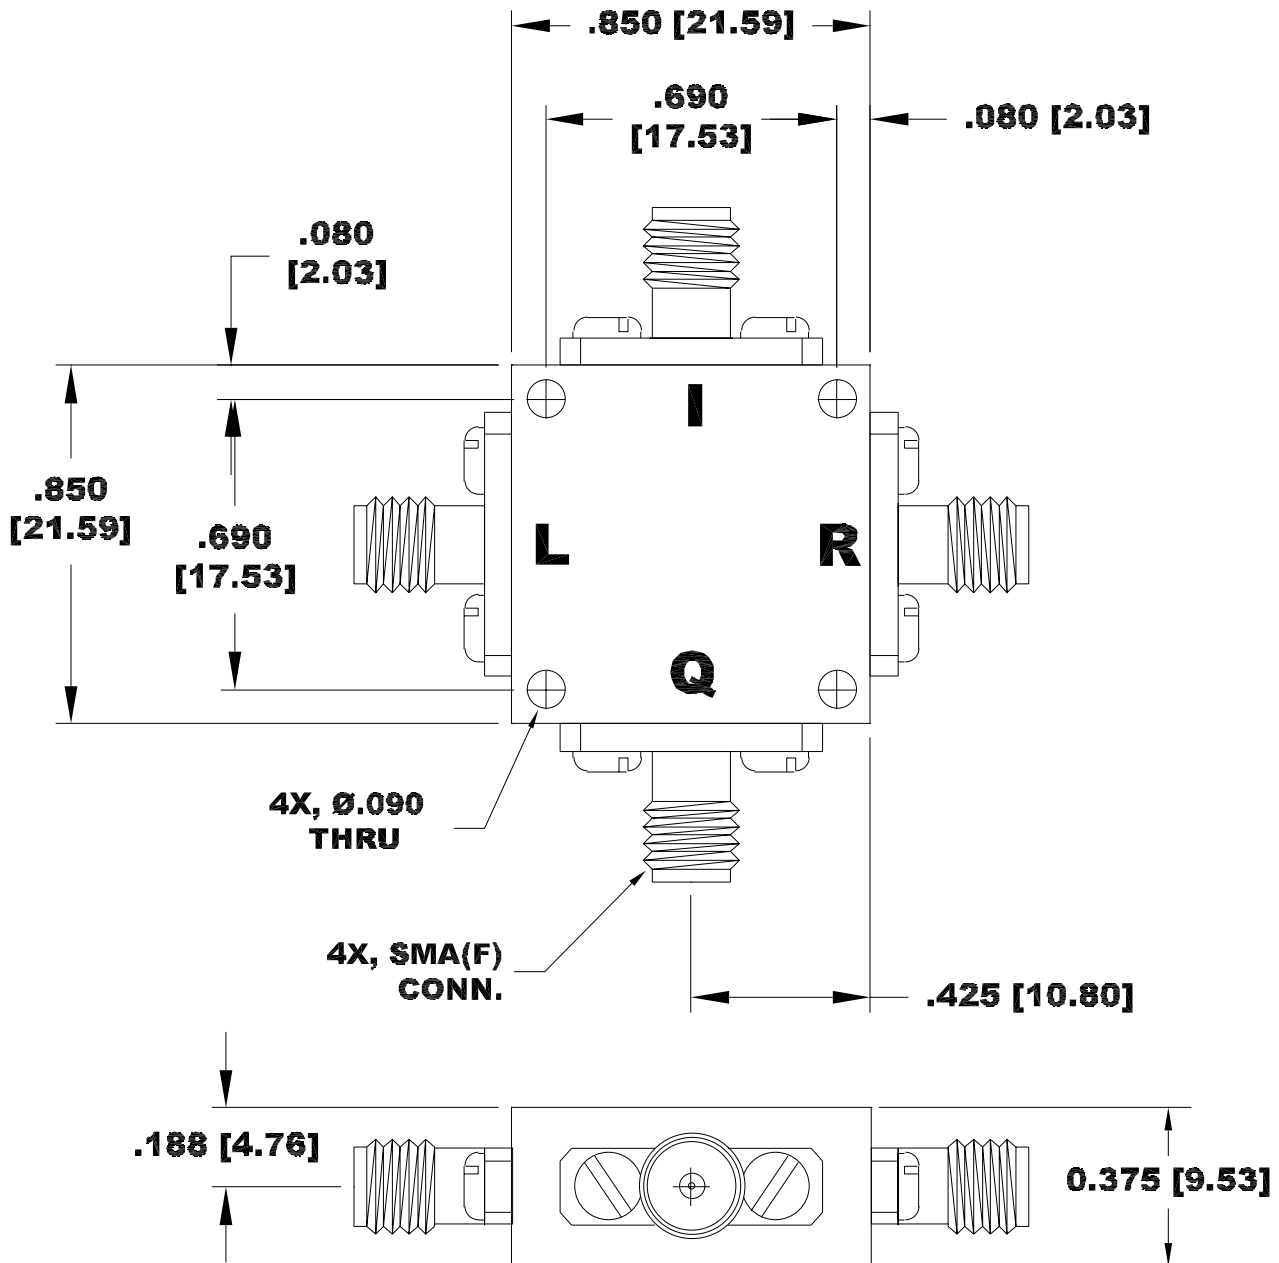 .850 [21.59]
.690
[17.53]
.080 [2.03]
.080
[2.03]
I
.850
[21.59]
.690
[17.53]
L
R
Q
4X, Ø.090
THRU
4X, SMA(F)
CONN.
.425 [10.80]
.188 [4.76]
0.375 [9.53]